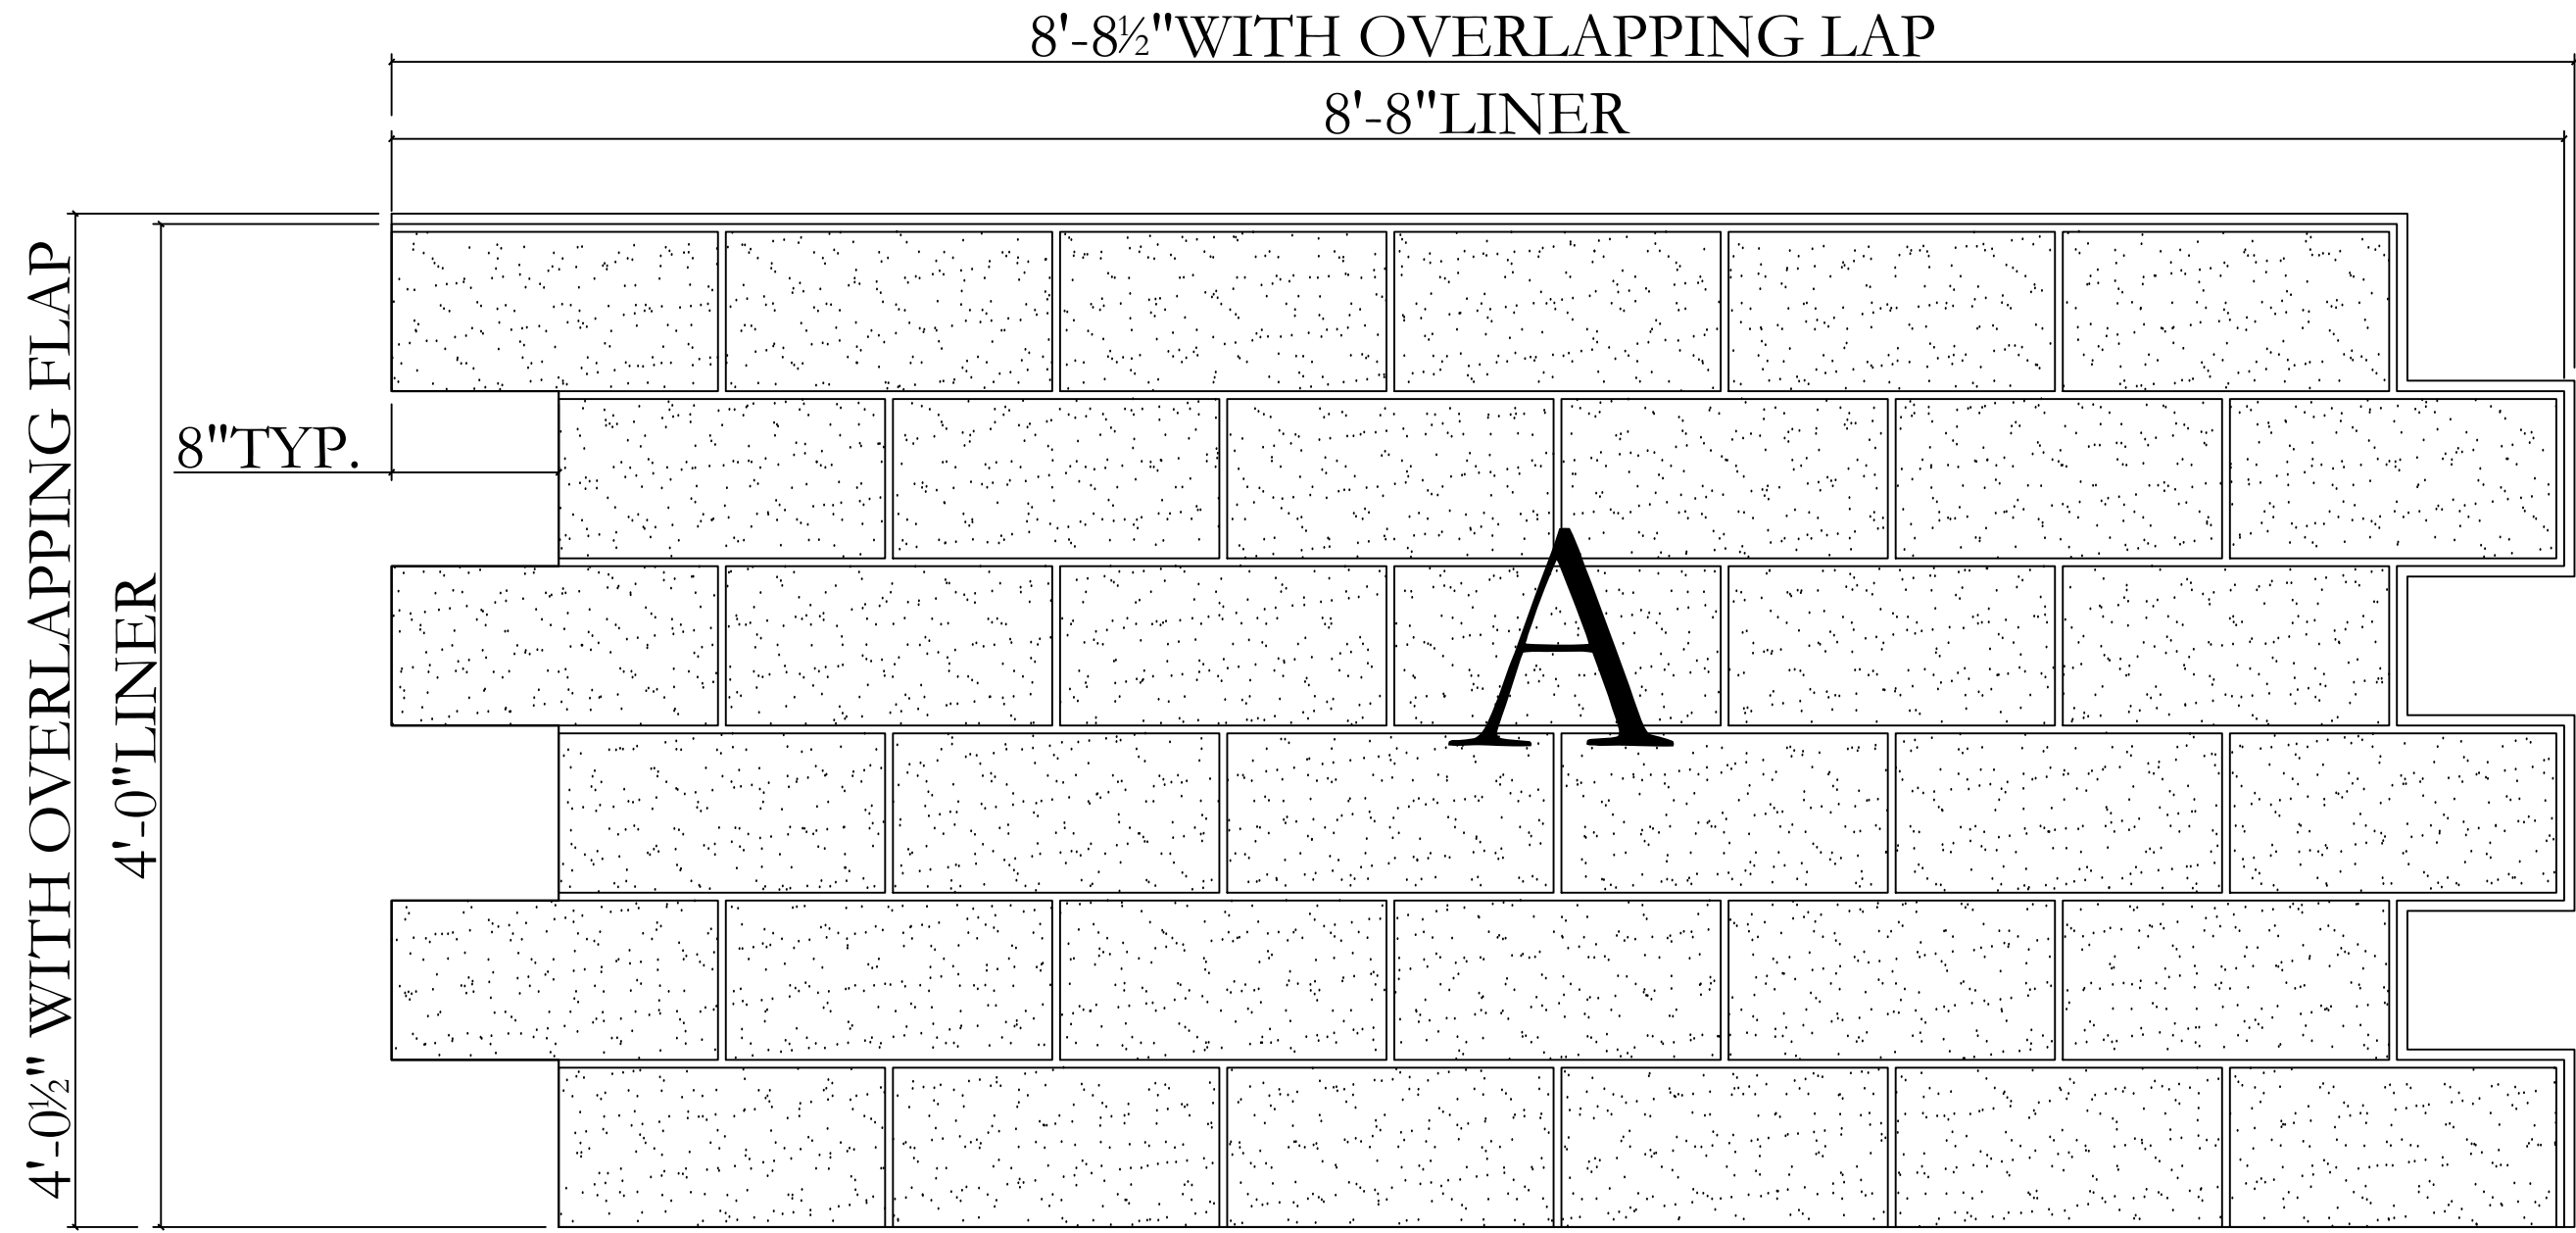 8'-8½"WITH OVERLAPPING LAP
8'-8"LINER
4'-0½" WITH OVERLAPPING FLAP
4'-0"LINER
8"TYP.
A